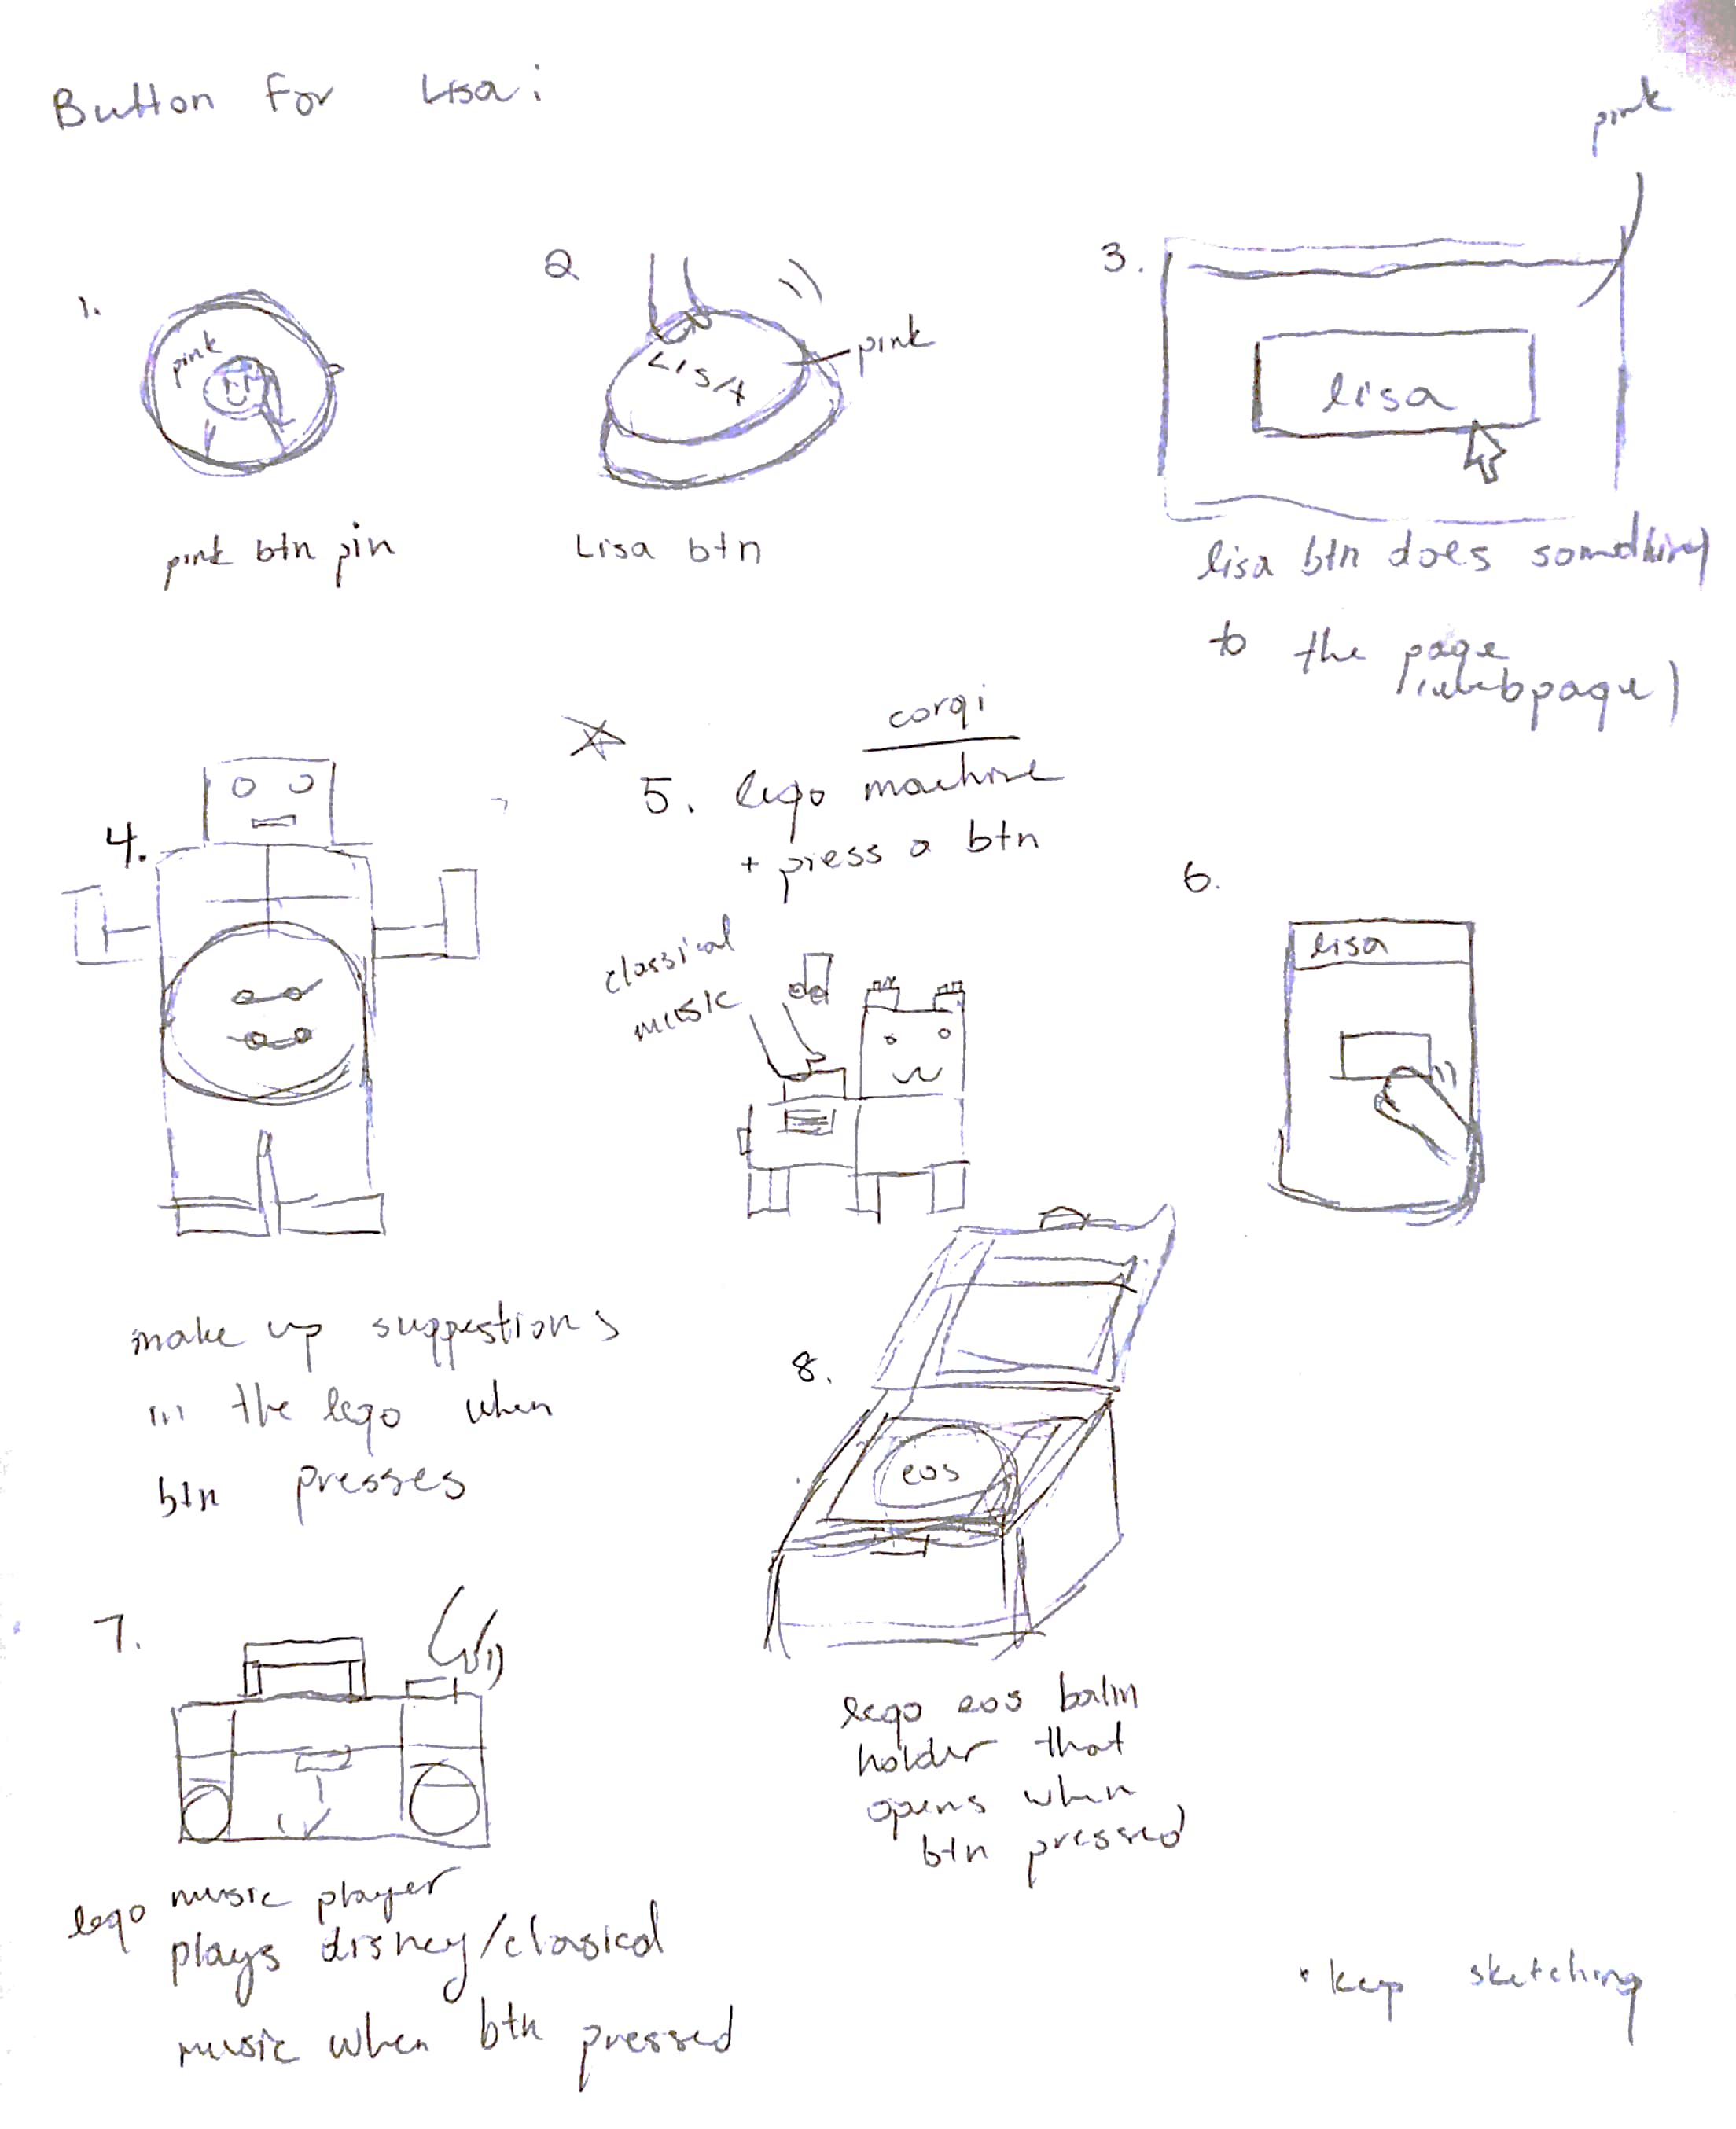 Button For Lisa:
pink
1.
pink
pink btn pin
2
LISA
pink
Lisa btn
3.
lisa
lisa btn does something
to the page
(webpage)
4.
make up suggestions
in the lego when
btn presses
corgi
5. lego machine
+ press a btn
classical
music
6.
lisa
7.
lego music player
plays disney/clasical
music when btn pressed
8.
eos
lego eos balm
holder that
opens when
btn pressed
• keep sketching